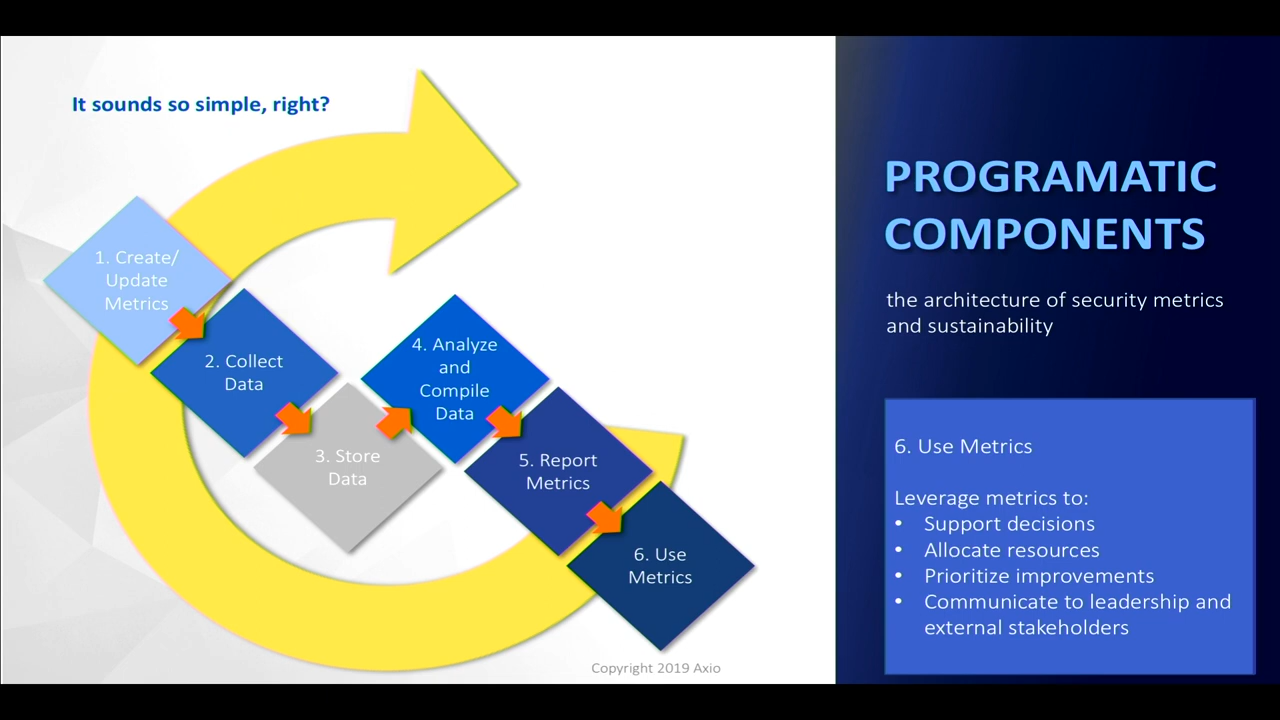 It sounds so simple, right?
1. Create/
Update
Metrics
2. Collect
Data
3. Store
Data
4. Analyze
and
Compile
Data
5. Report
Metrics
6. Use
Metrics
Copyright 2019 Axio
PROGRAMATIC
COMPONENTS
the architecture of security metrics
and sustainability
6. Use Metrics
Leverage metrics to:
• Support decisions
• Allocate resources
• Prioritize improvements
• Communicate to leadership and
external stakeholders